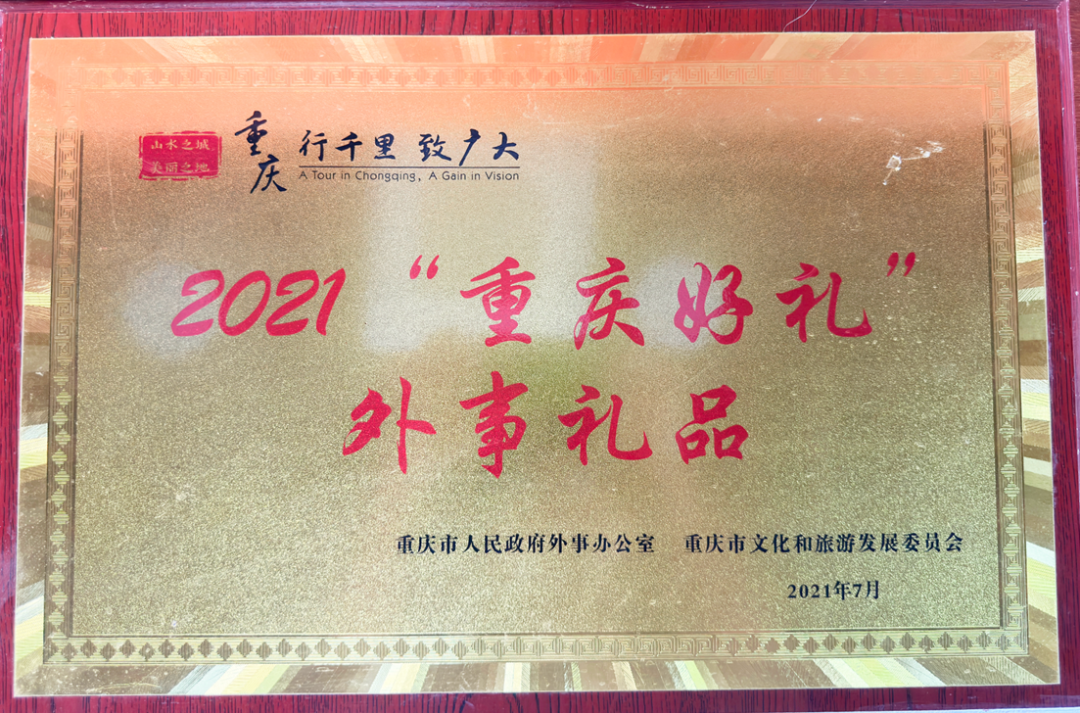 山水之城
美丽之地
重庆
行千里 致广大
A Tour in Chongqing, A Gain in Vision
2021 “重庆好礼”
外事礼品
重庆市人民政府外事办公室 重庆市文化和旅游发展委员会
2021年7月